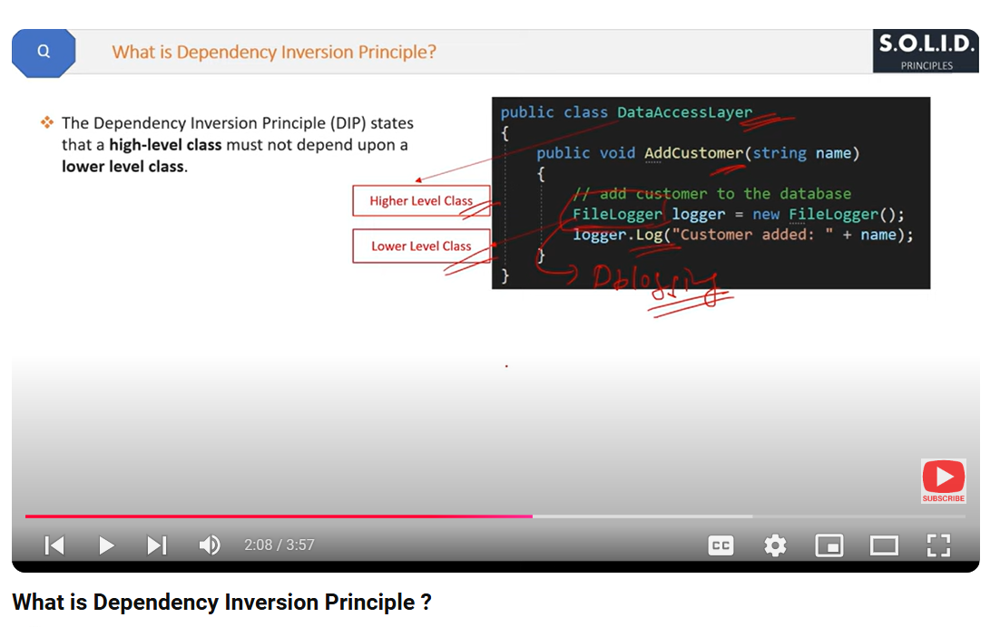 Q
What is Dependency Inversion Principle?
S.O.L.I.D.
PRINCIPLES
The Dependency Inversion Principle (DIP) states
that a high-level class must not depend upon a
lower level class.
Higher Level Class
Lower Level Class
public class DataAccessLayer
{
public void AddCustomer(string name)
{
// add customer to the database
FileLogger logger = new FileLogger();
logger.Log("Customer added: " + name);
}
}
Dblogging
SUBSCRIBE
2:08 / 3:57
CC
What is Dependency Inversion Principle ?